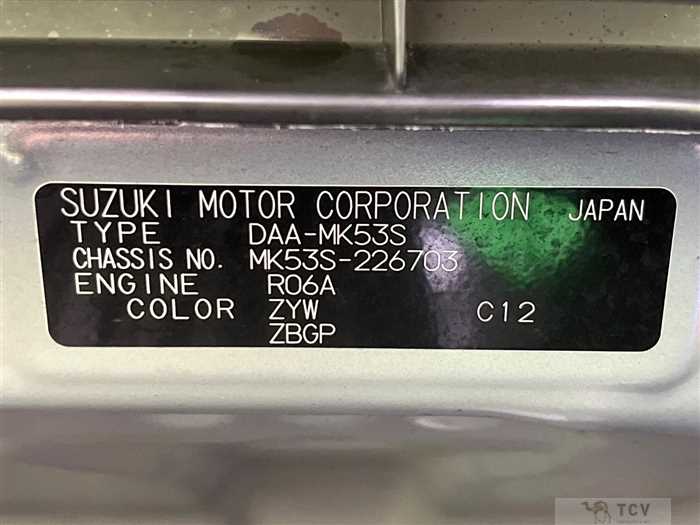 SUZUKI MOTOR CORPORATION JAPAN
TYPE DAA-MK53S
CHASSIS NO. MK53S-226703
ENGINE R06A
COLOR ZYW C12
ZBGP
TCV